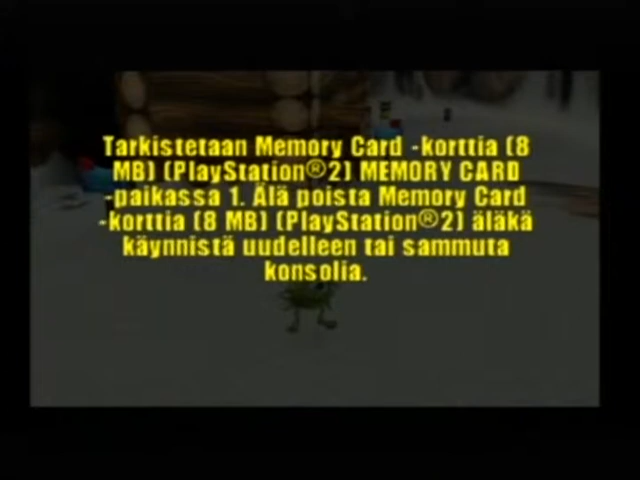 Tarkistetaan Memory Card -korttia (8
MB) (PlayStation®2) MEMORY CARD
-paikassa 1. Älä poista Memory Card
-korttia (8 MB) (PlayStation®2) äläkä
käynnistä uudelleen tai sammuta
konsolia.